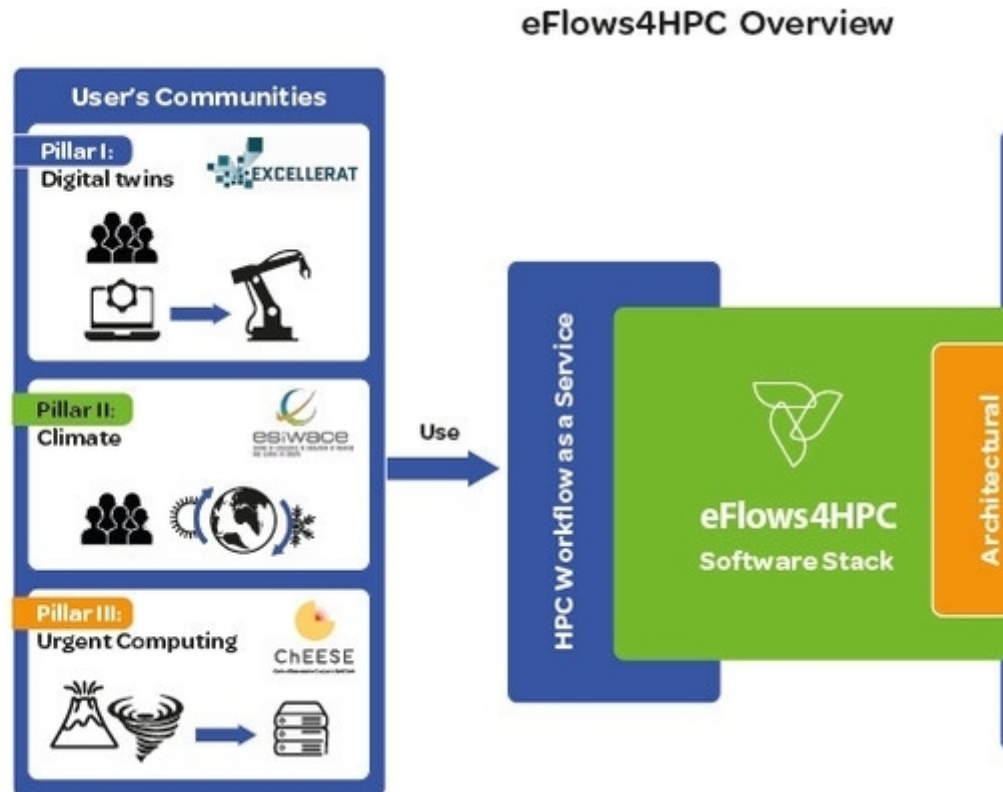 eFlows4HPC Overview
User's Communities
Pillar I:
Digital twins
EXCELLERAT
Pillar II:
Climate
esiwace
Pillar III:
Urgent Computing
ChEESE
Use
HPC Workflow as a Service
eFlows4HPC
Software Stack
Architectural